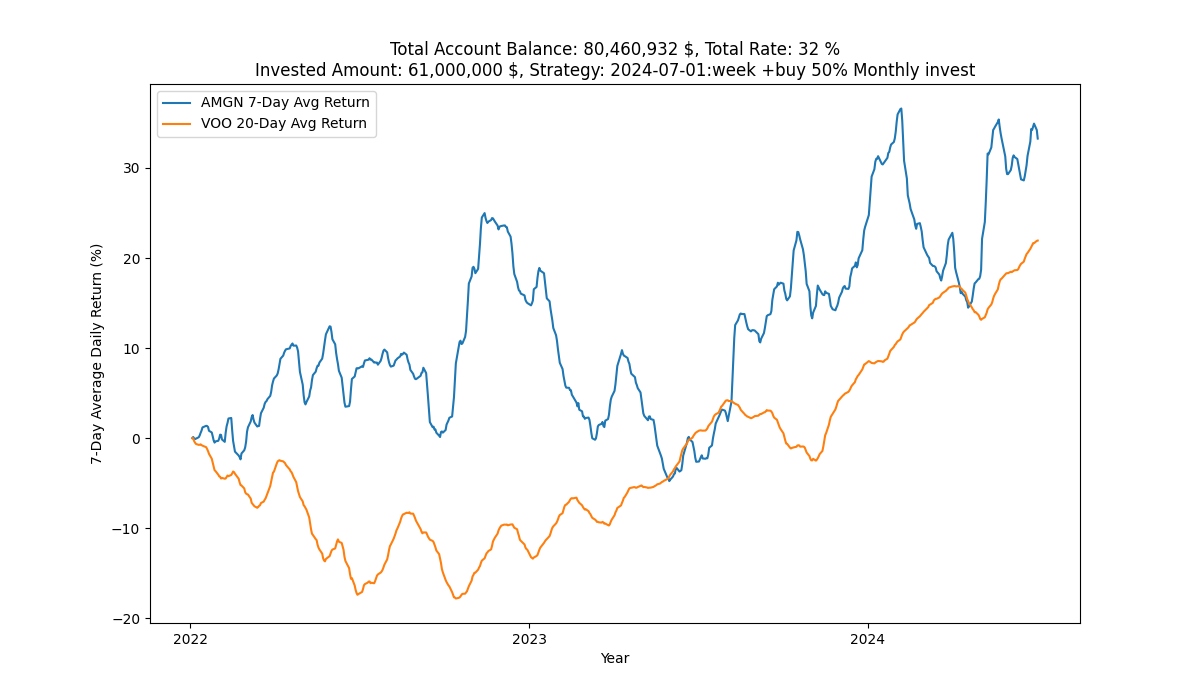 Total Account Balance: 80,460,932 $, Total Rate: 32 %
Invested Amount: 61,000,000 $, Strategy: 2024-07-01:week +buy 50% Monthly invest
AMGN 7-Day Avg Return
VOO 20-Day Avg Return
7-Day Average Daily Return (%)
30
20
10
0
−10
−20
2022
2023
2024
Year